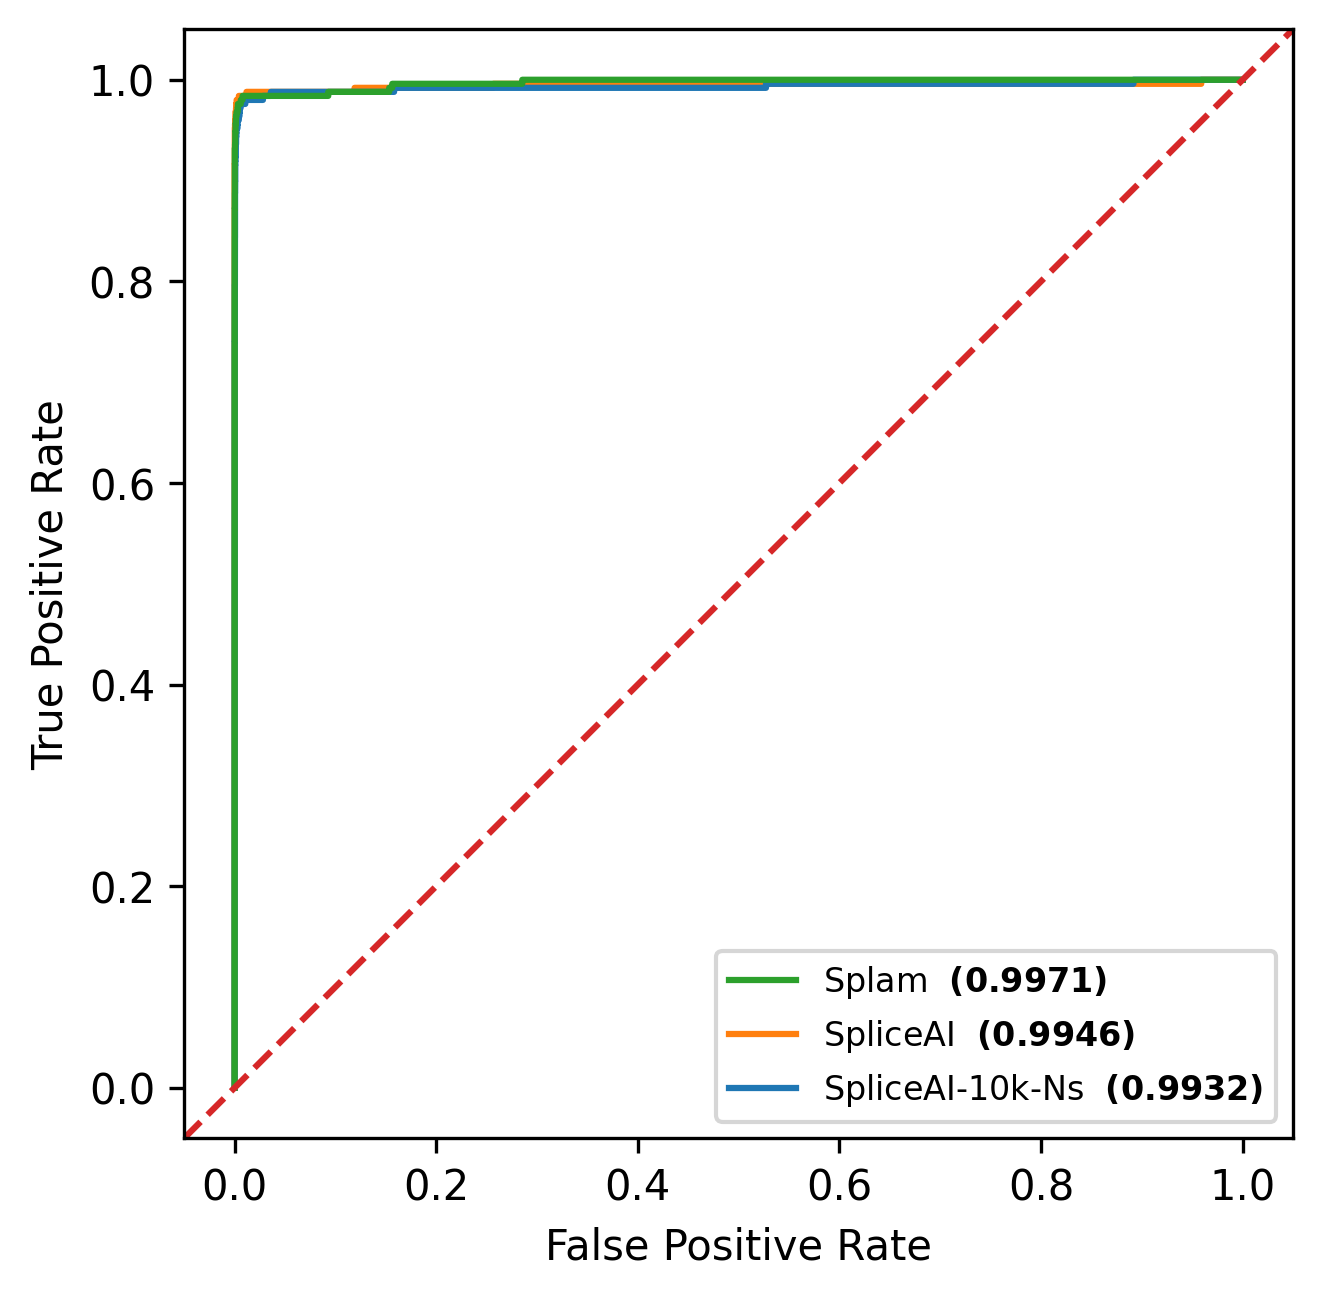 1.0
0.8
0.6
0.4
0.2
0.0
True Positive Rate
Splam (0.9971)
SpliceAI (0.9946)
SpliceAI-10k-Ns (0.9932)
0.0 0.2 0.4 0.6 0.8 1.0
False Positive Rate